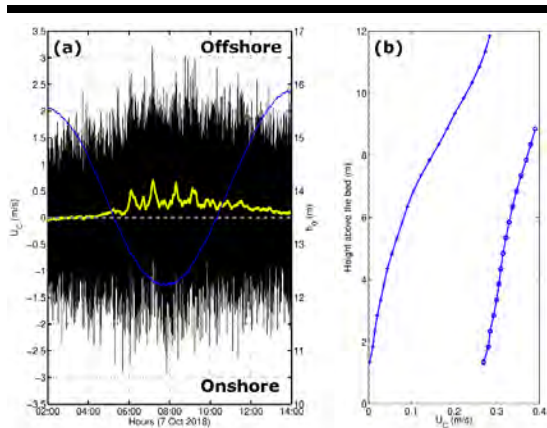 (a)
Offshore
Onshore
3.5
3
2.5
2
1.5
1
0.5
0
−0.5
−1
−1.5
−2
−2.5
−3
−3.5
U_C (m/s)
17
16
15
14
13
12
11
10
h_0 (m)
02:00 04:00 06:00 08:00 10:00 12:00 14:00
Hours (7 Oct 2018)
(b)
12
10
8
6
4
2
0
Height above the bed (m)
0 0.1 0.2 0.3 0.4
U_C (m/s)